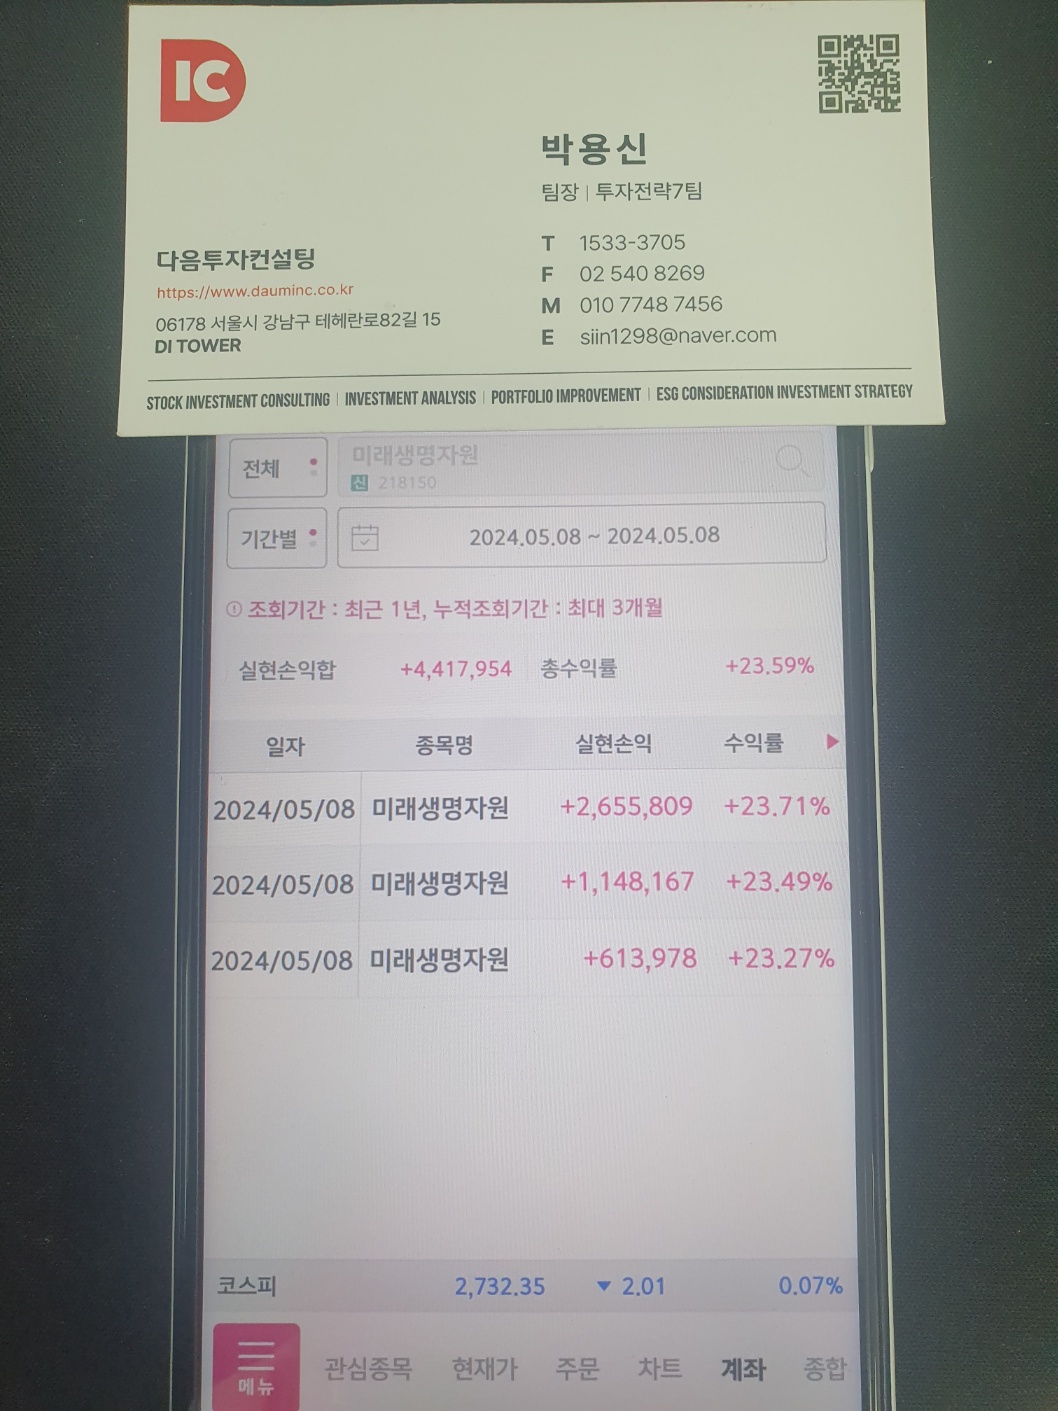 IC
박용신
팀장 | 투자전략7팀
다음투자컨설팅
https://www.dauminc.co.kr
06178 서울시 강남구 테헤란로82길 15
DI TOWER
T 1533-3705
F 02 540 8269
M 010 7748 7456
E siin1298@naver.com
STOCK INVESTMENT CONSULTING | INVESTMENT ANALYSIS | PORTFOLIO IMPROVEMENT | ESG CONSIDERATION INVESTMENT STRATEGY
전체 미래생명자원
신 218150
기간별 2024.05.08 ~ 2024.05.08
조회기간 : 최근 1년, 누적조회기간 : 최대 3개월
실현손익합 +4,417,954 총수익률 +23.59%
일자 종목명 실현손익 수익률
2024/05/08 미래생명자원 +2,655,809 +23.71%
2024/05/08 미래생명자원 +1,148,167 +23.49%
2024/05/08 미래생명자원 +613,978 +23.27%
코스피 2,732.35 ▼ 2.01 0.07%
메뉴 관심종목 현재가 주문 차트 계좌 종합